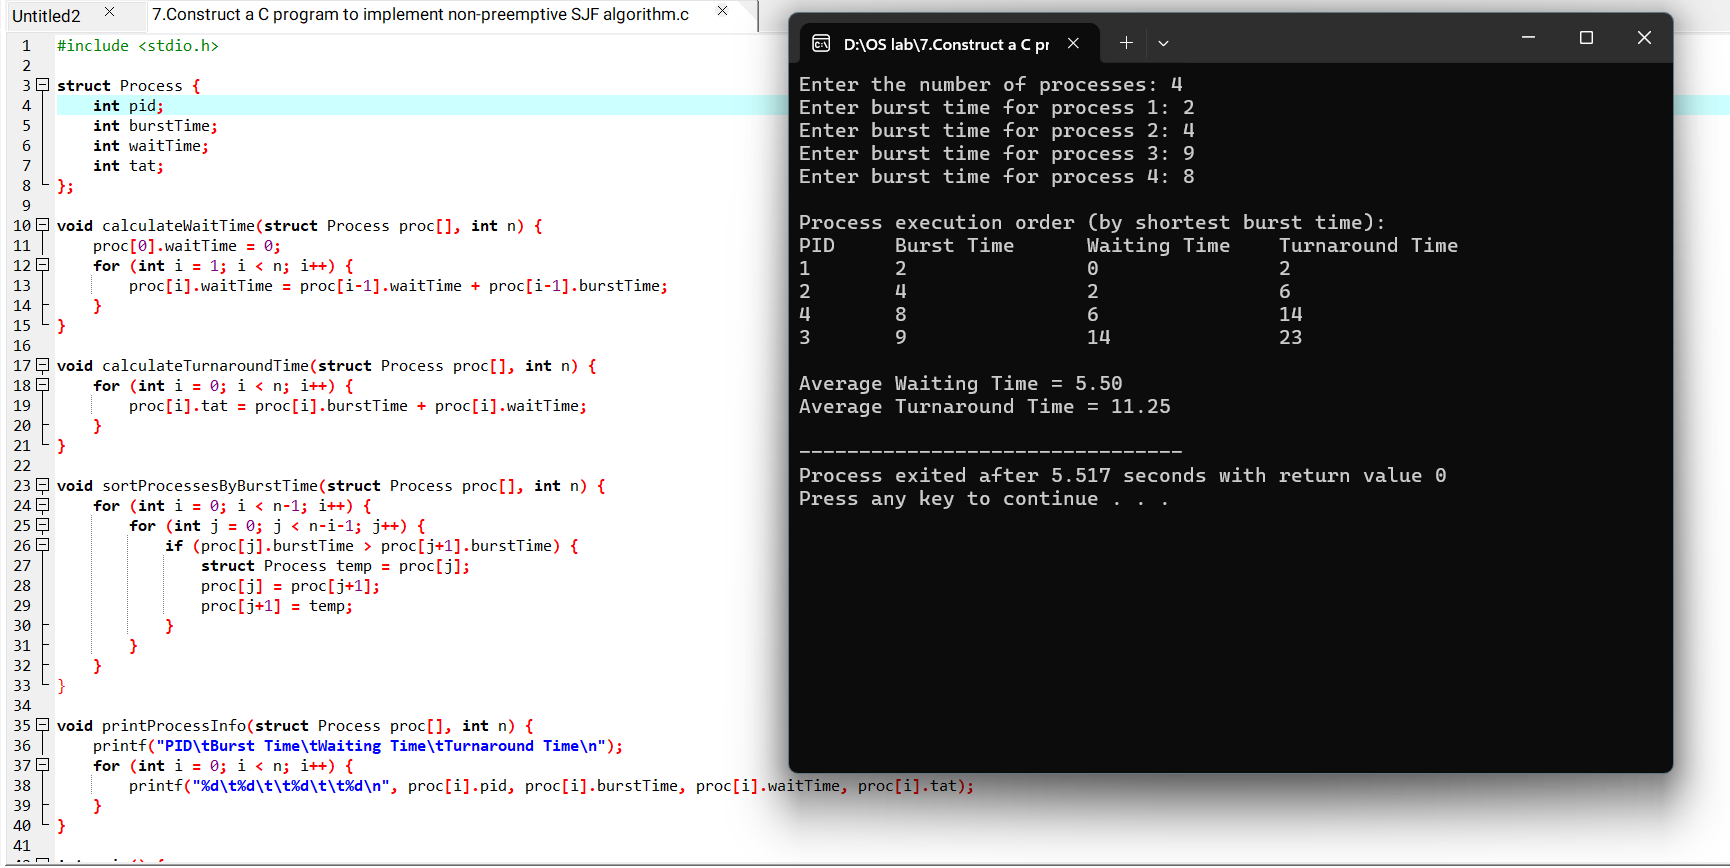 Untitled2
7.Construct a C program to implement non-preemptive SJF algorithm.c
1 #include <stdio.h>
2
3 struct Process {
4     int pid;
5     int burstTime;
6     int waitTime;
7     int tat;
8 };
9
10 void calculateWaitTime(struct Process proc[], int n) {
11     proc[0].waitTime = 0;
12     for (int i = 1; i < n; i++) {
13         proc[i].waitTime = proc[i-1].waitTime + proc[i-1].burstTime;
14     }
15 }
16
17 void calculateTurnaroundTime(struct Process proc[], int n) {
18     for (int i = 0; i < n; i++) {
19         proc[i].tat = proc[i].burstTime + proc[i].waitTime;
20     }
21 }
22
23 void sortProcessesByBurstTime(struct Process proc[], int n) {
24     for (int i = 0; i < n-1; i++) {
25         for (int j = 0; j < n-i-1; j++) {
26             if (proc[j].burstTime > proc[j+1].burstTime) {
27                 struct Process temp = proc[j];
28                 proc[j] = proc[j+1];
29                 proc[j+1] = temp;
30             }
31         }
32     }
33 }
34
35 void printProcessInfo(struct Process proc[], int n) {
36     printf("PID\tBurst Time\tWaiting Time\tTurnaround Time\n");
37     for (int i = 0; i < n; i++) {
38         printf("%d\t%d\t\t%d\t\t%d\n", proc[i].pid, proc[i].burstTime, proc[i].waitTime, proc[i].tat);
39     }
40 }
41
D:\OS lab\7.Construct a C pr
Enter the number of processes: 4
Enter burst time for process 1: 2
Enter burst time for process 2: 4
Enter burst time for process 3: 9
Enter burst time for process 4: 8
Process execution order (by shortest burst time):
PID Burst Time Waiting Time Turnaround Time
1 2 0 2
2 4 2 6
4 8 6 14
3 9 14 23
Average Waiting Time = 5.50
Average Turnaround Time = 11.25
--------------------------------
Process exited after 5.517 seconds with return value 0
Press any key to continue . . .